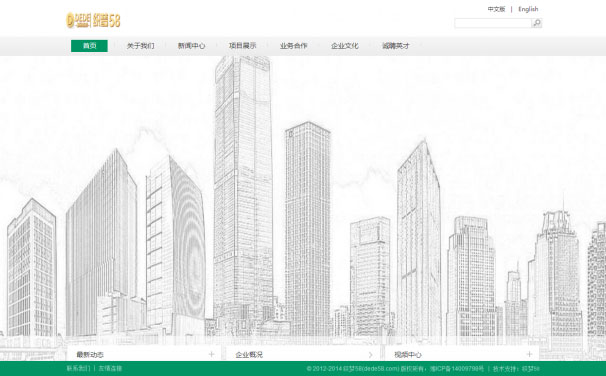 中文版 | English
DEDE 织梦58
首页 关于我们 新闻中心 项目展示 业务合作 企业文化 诚聘英才
最新动态 + 企业概况 > 视频中心 +
联系我们 | 友情连接 © 2012-2014 织梦58(dede58.com) 版权所有：湘ICP备14009798号 | 技术支持：织梦58